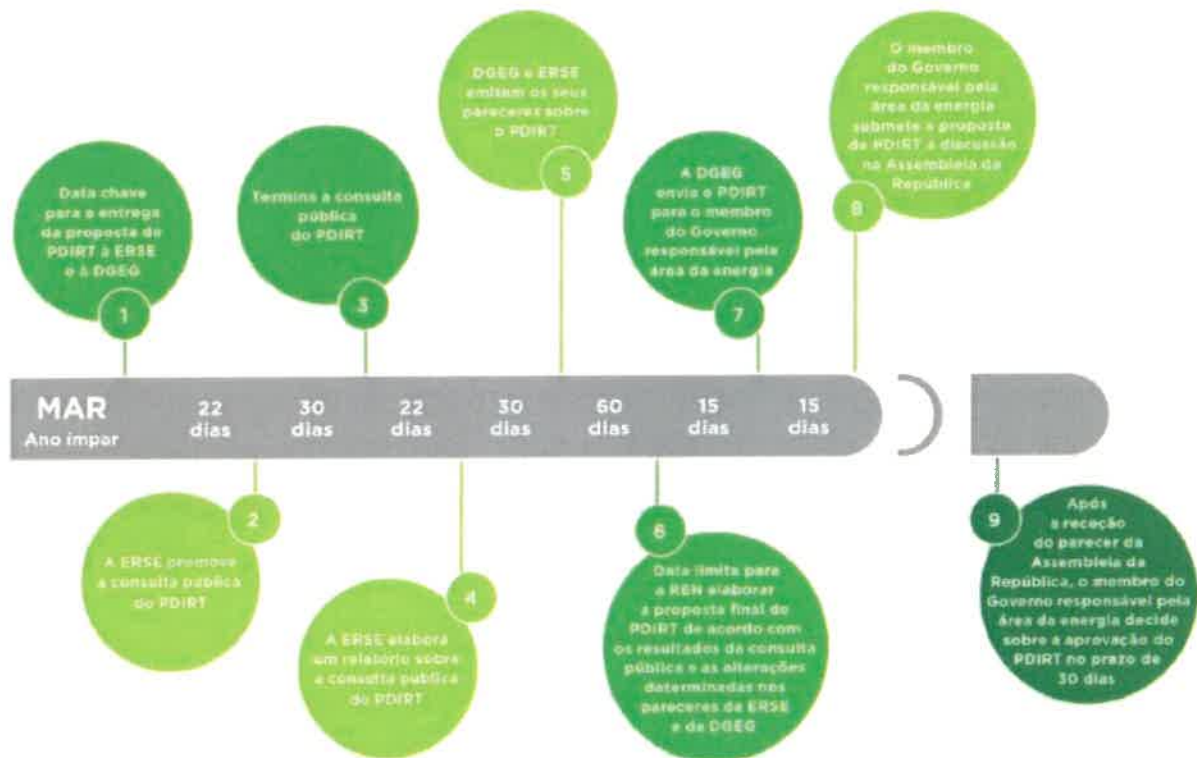 Data chave
para a entrega
da proposta do
PDIRT à ERSE
e à DGEG
1
22
dias
A ERSE promove
a consulta pública
do PDIRT
2
30
dias
Termina a consulta
pública
do PDIRT
3
22
dias
A ERSE elabora
um relatório sobre
a consulta pública
do PDIRT
4
30
dias
DGEG e ERSE
emitem os seus
pareceres sobre
o PDIRT
5
60
dias
6
Data limite para
a REN elaborar
a proposta final do
PDIRT de acordo com
os resultados da consulta
pública e as alterações
determinadas nos
pareceres da ERSE
e da DGEG
15
dias
A DGEG
envia o PDIRT
para o membro
do Governo
responsável pela
área da energia
7
15
dias
O membro
do Governo
responsável pela
área da energia
submete a proposta
de PDIRT a discussão
na Assembleia da
República
8
MAR
Ano ímpar
9
Após
a receção
do parecer da
Assembleia da
República, o membro do
Governo responsável pela
área da energia decide
sobre a aprovação do
PDIRT no prazo de
30 dias